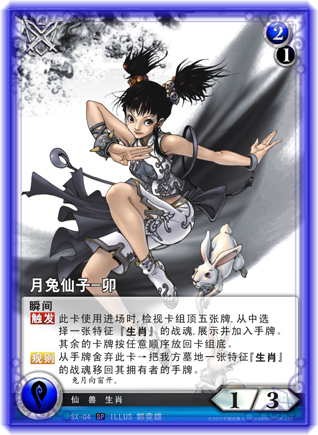 2
1
月兔仙子-卯
瞬间
触发 此卡使用进场时,检视卡组顶五张牌,从中选
择一张特征『生肖』的战魂,展示并加入手牌。
其余的卡牌按任意顺序放回卡组底。
规则 从手牌舍弃此卡→把我方墓地一张特征『生肖』
的战魂移回其拥有者的手牌。
兔月向窗开。
1/3
仙 兽 生肖
SX-04 SP ILLUS 郭竞雄